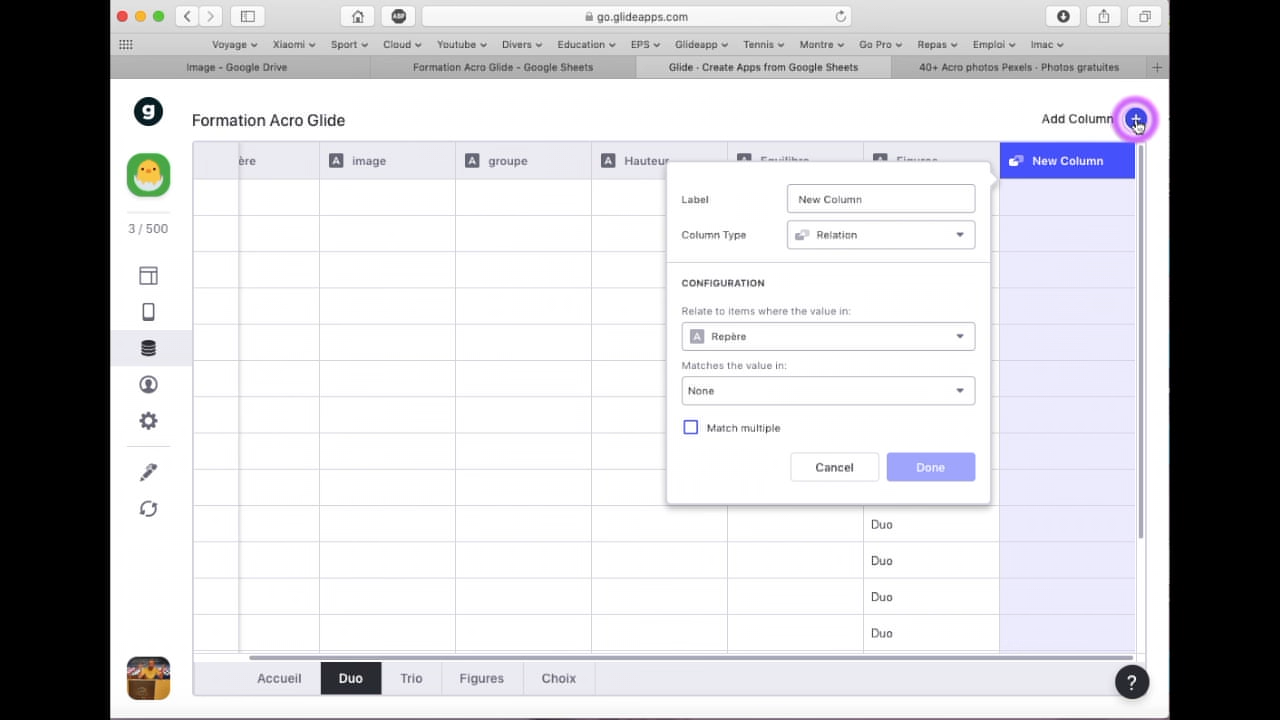 ABP
go.glideapps.com
Voyage Xiaomi Sport Cloud Youtube Divers Education EPS Glideapp Tennis Montre Go Pro Repas Emploi Imac
Image - Google Drive
Formation Acro Glide - Google Sheets
Glide - Create Apps from Google Sheets
40+ Acro photos Pexels · Photos gratuites
g
Formation Acro Glide
Add Column
3 / 500
ère
A image
A groupe
A Hauteur
A Equilibre
A Figures
New Column
Label
New Column
Column Type
Relation
CONFIGURATION
Relate to items where the value in:
A Repère
Matches the value in:
None
Match multiple
Cancel
Done
Duo
Duo
Duo
Duo
Accueil
Duo
Trio
Figures
Choix
?